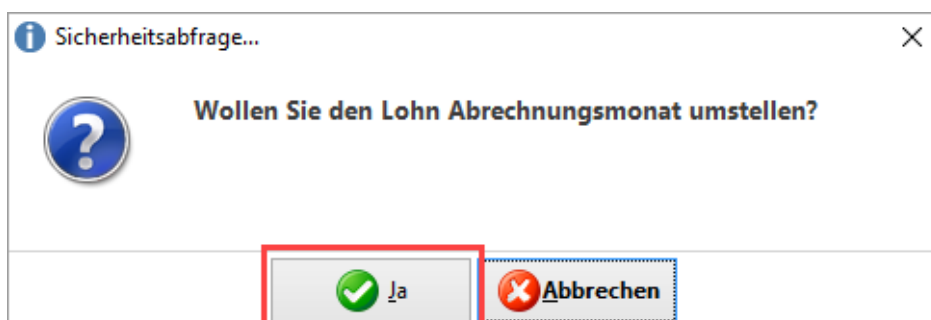 Sicherheitsabfrage...
Wollen Sie den Lohn Abrechnungsmonat umstellen?
Ja
Abbrechen